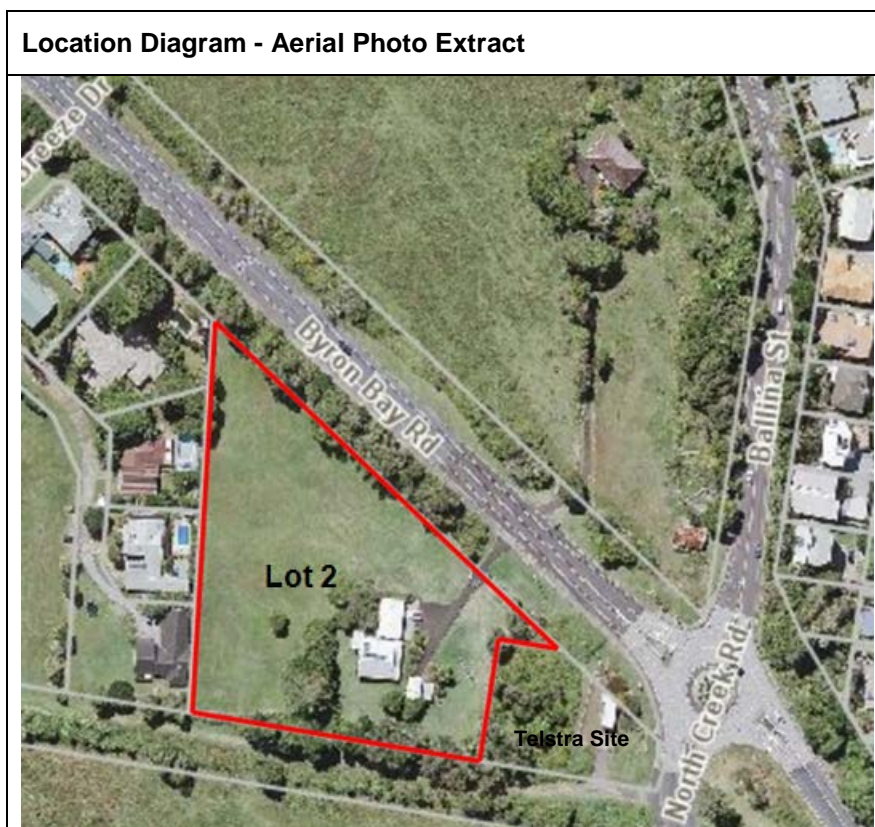 Location Diagram - Aerial Photo Extract
breeze Dr
Byron Bay Rd
Ballina St
Lot 2
Telstra Site
North Creek Rd